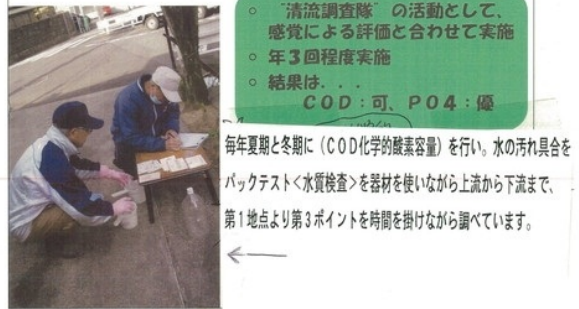 ○ "清流調査隊"の活動として、
感覚による評価と合わせて実施
○ 年3回程度実施
○ 結果は...
COD:可、PO4:優
毎年夏期と冬期に（COD化学的酸素容量）を行い。水の汚れ具合を
パックテスト<水質検査>を器材を使いながら上流から下流まで、
第1地点より第3ポイントを時間を掛けながら調べています。